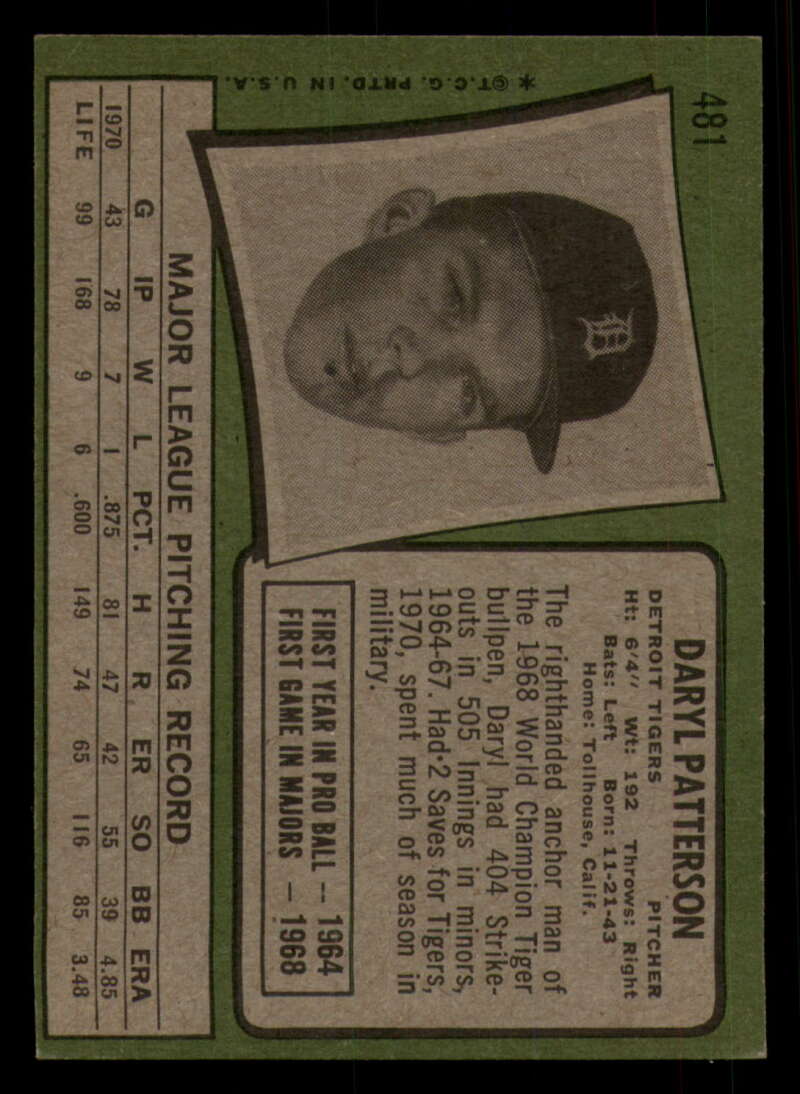 481
* ©T.C.G. PRTD. IN U.S.A.
D
DARYL PATTERSON
DETROIT TIGERS PITCHER
Ht: 6'4" Wt: 192 Throws: Right
Bats: Left Born: 11-21-43
Home: Tollhouse, Calif.
The righthanded anchor man of
the 1968 World Champion Tiger
bullpen, Daryl had 404 Strike-
outs in 505 Innings in minors,
1964-67. Had 2 Saves for Tigers,
1970, spent much of season in
military.
FIRST YEAR IN PRO BALL -- 1964
FIRST GAME IN MAJORS — 1968
MAJOR LEAGUE PITCHING RECORD
G IP W L PCT. H R ER SO BB ERA
1970 43 78 7 1 .875 81 47 42 55 39 4.85
LIFE 99 168 9 6 .600 149 74 65 116 85 3.48